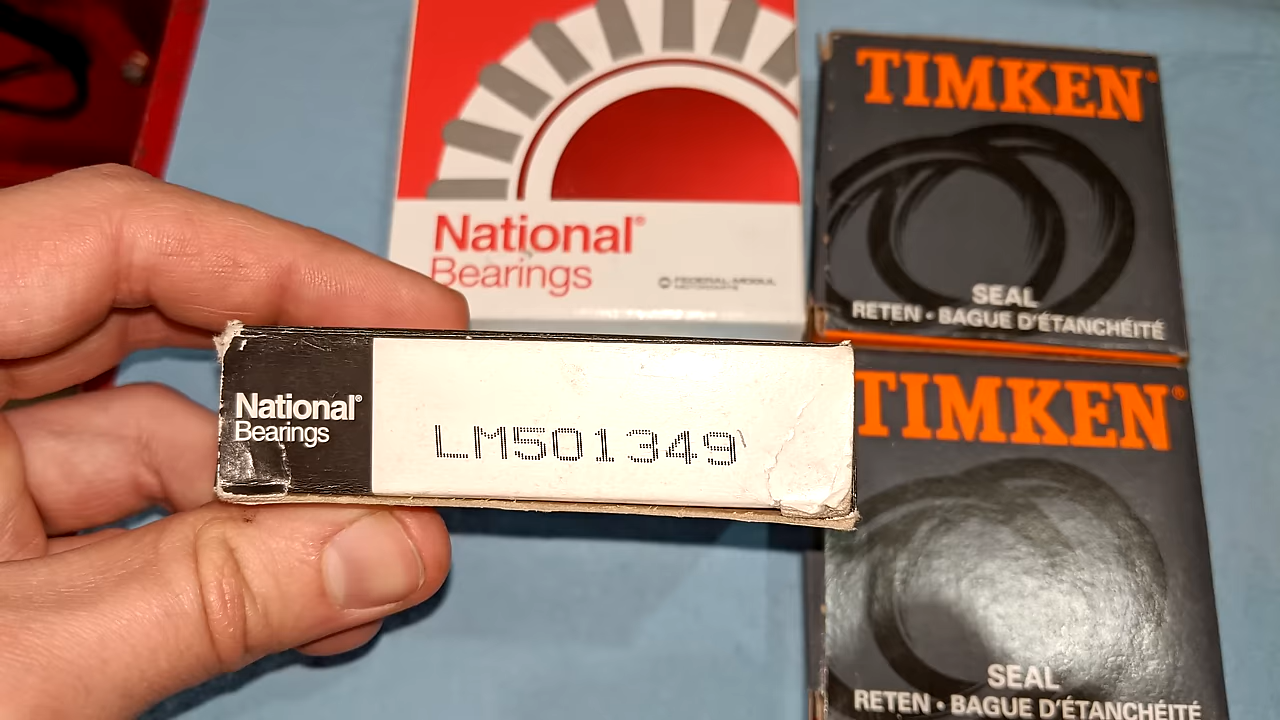 National®
Bearings
FEDERAL-MOGUL
TIMKEN®
SEAL
RETEN • BAGUE D'ÉTANCHÉITÉ
National®
Bearings
LM501349
TIMKEN®
SEAL
RETEN • BAGUE D'ÉTANCHÉITÉ